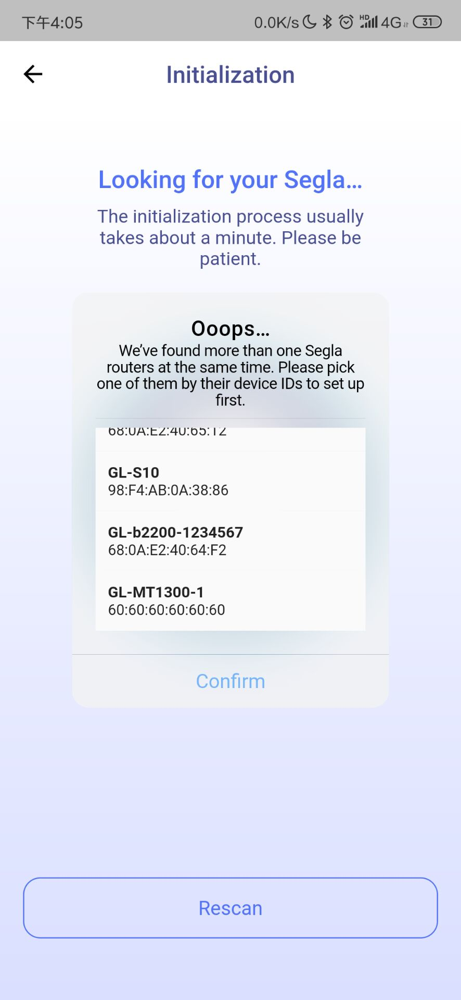 下午4:05
0.0K/s HD 4G 31
Initialization
Looking for your Segla...
The initialization process usually
takes about a minute. Please be
patient.
Ooops...
We’ve found more than one Segla
routers at the same time. Please pick
one of them by their device IDs to set up
first.
68:0A:E2:40:65:12
GL-S10
98:F4:AB:0A:38:86
GL-b2200-1234567
68:0A:E2:40:64:F2
GL-MT1300-1
60:60:60:60:60:60
Confirm
Rescan